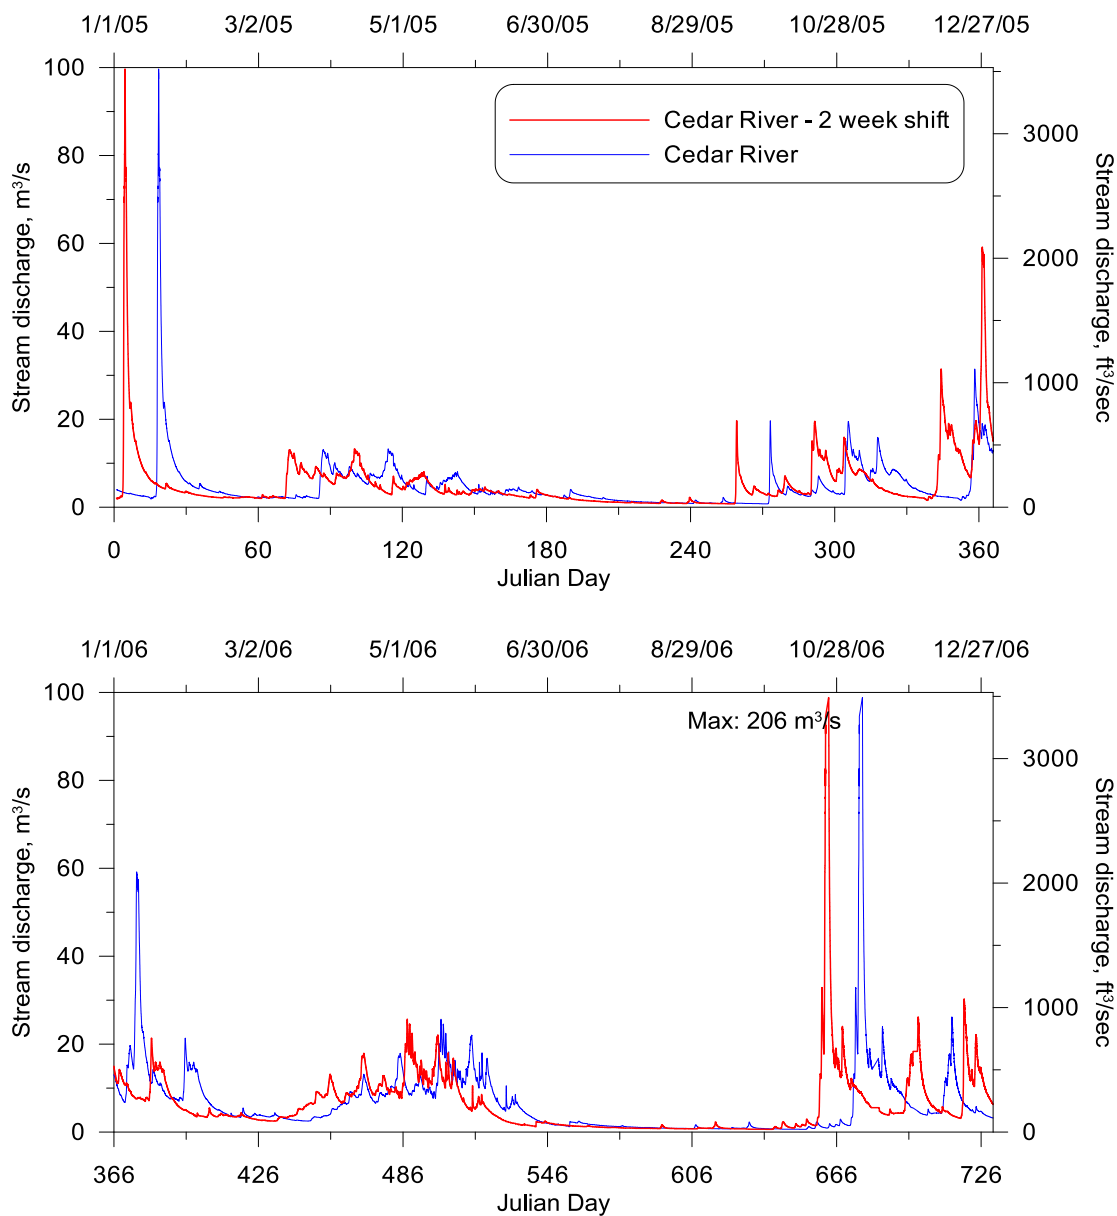 1/1/05 3/2/05 5/1/05 6/30/05 8/29/05 10/28/05 12/27/05
100
80
60
40
20
0
Stream discharge, m³/s
Cedar River - 2 week shift
Cedar River
3000
2000
1000
0
Stream discharge, ft³/sec
0 60 120 180 240 300 360
Julian Day
1/1/06 3/2/06 5/1/06 6/30/06 8/29/06 10/28/06 12/27/06
100
80
60
40
20
0
Stream discharge, m³/s
Max: 206 m³/s
3000
2000
1000
0
Stream discharge, ft³/sec
366 426 486 546 606 666 726
Julian Day